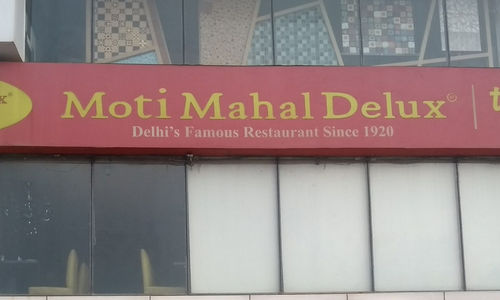 Moti Mahal Delux
Delhi's Famous Restaurant Since 1920